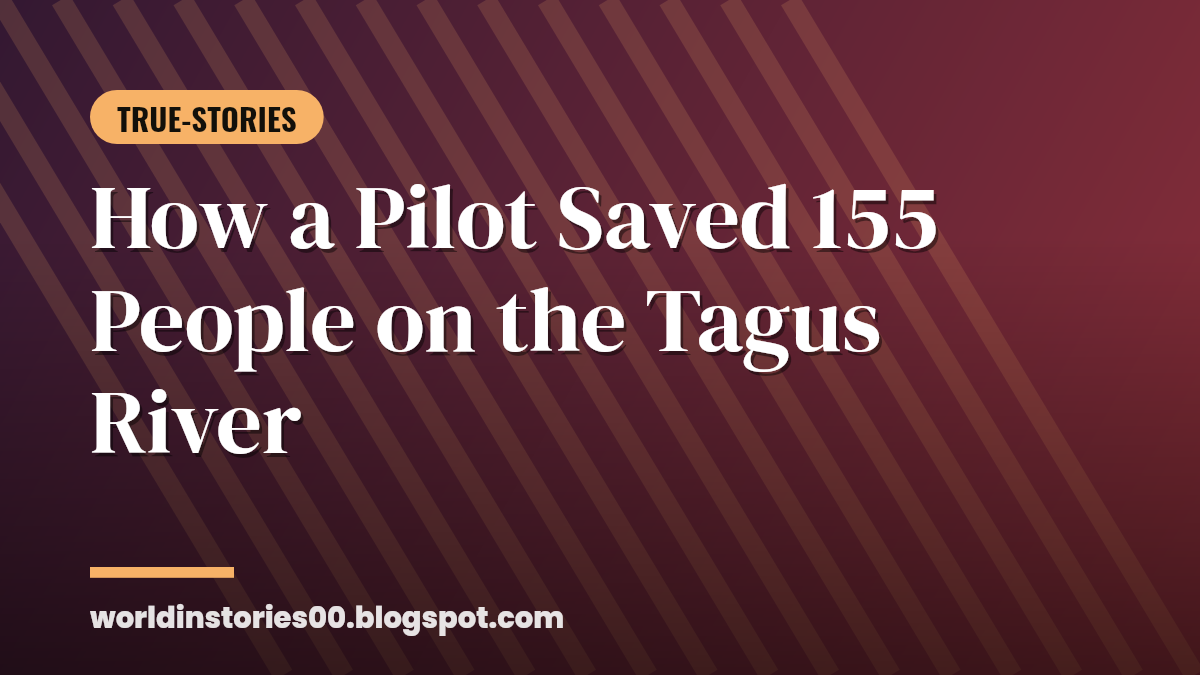 TRUE-STORIES
How a Pilot Saved 155
People on the Tagus
River
worldinstories00.blogspot.com